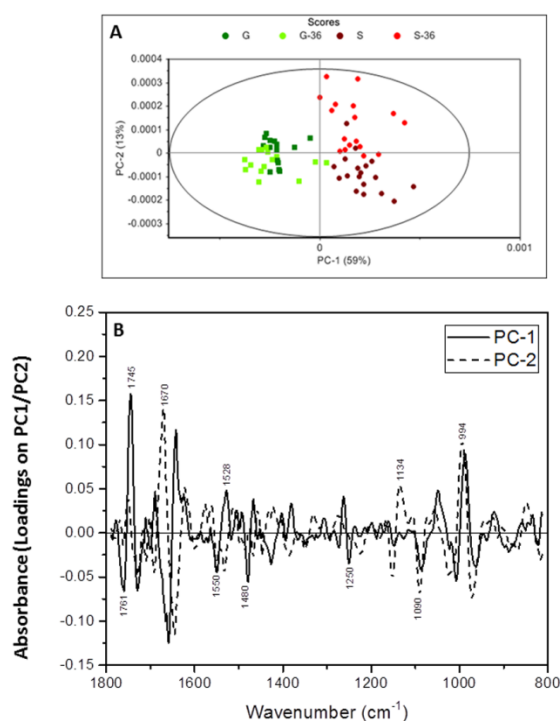 A
Scores
G G-36 S S-36
PC-2 (13%)
0.0004
0.0003
0.0002
0.0001
0
-0.0001
-0.0002
-0.0003
0 0.001
PC-1 (59%)
B
PC-1
PC-2
Absorbance (Loadings on PC1/PC2)
0.25
0.20
0.15
0.10
0.05
0.00
-0.05
-0.10
-0.15
1745
1670
1528
1134
994
1761
1550
1480
1250
1090
1800 1600 1400 1200 1000 800
Wavenumber (cm⁻¹)